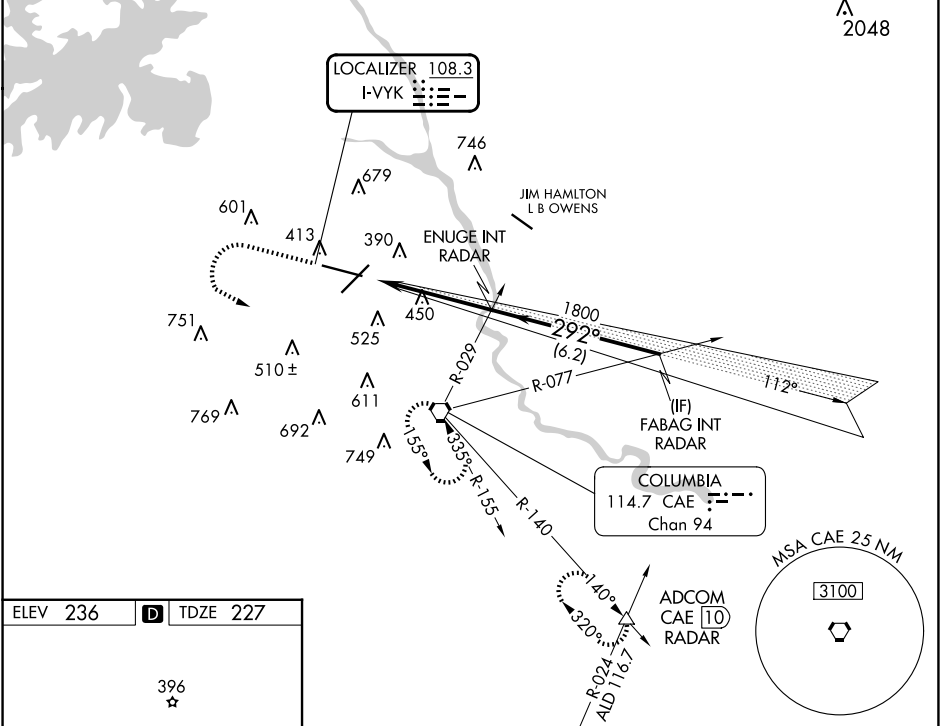 2048
LOCALIZER 108.3
I-VYK
746
679
JIM HAMLTON
L B OWENS
601
413
390
ENUGE INT
RADAR
1800
450
292°
(6.2)
751
525
510 ±
R-029
R-077
112°
611
(IF)
FABAG INT
RADAR
769
692
749
155°
335°
R-155
R-140
COLUMBIA
114.7 CAE
Chan 94
MSA CAE 25 NM
3100
140°
320°
ADCOM
CAE 10
RADAR
R-024
ALD 116.7
ELEV 236 D TDZE 227
396